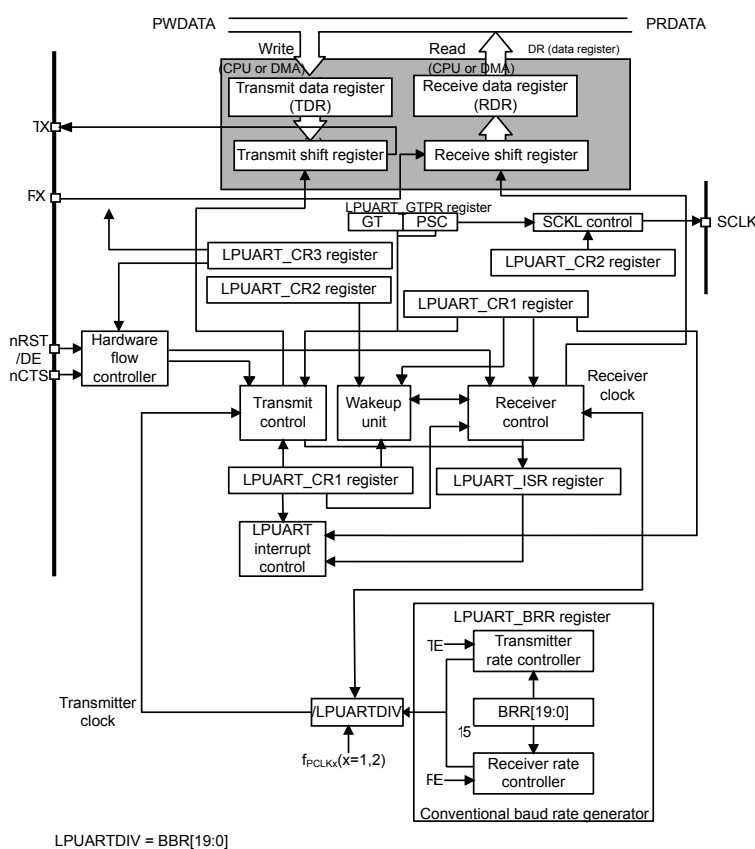 PWDATA
PRDATA
Write
Read
DR (data register)
(CPU or DMA)
(CPU or DMA)
Transmit data register
(TDR)
Receive data register
(RDR)
TX
Transmit shift register
Receive shift register
RX
LPUART_GTPR register
GT
PSC
SCKL control
SCLK
LPUART_CR3 register
LPUART_CR2 register
LPUART_CR2 register
LPUART_CR1 register
nRST
/DE
nCTS
Hardware
flow
controller
Receiver
clock
Transmit
control
Wakeup
unit
Receiver
control
LPUART_CR1 register
LPUART_ISR register
LPUART
interrupt
control
LPUART_BRR register
TE
Transmitter
rate controller
Transmitter
clock
/LPUARTDIV
BRR[19:0]
15
fPCLKx(x=1,2)
RE
Receiver rate
controller
Conventional baud rate generator
LPUARTDIV = BBR[19:0]